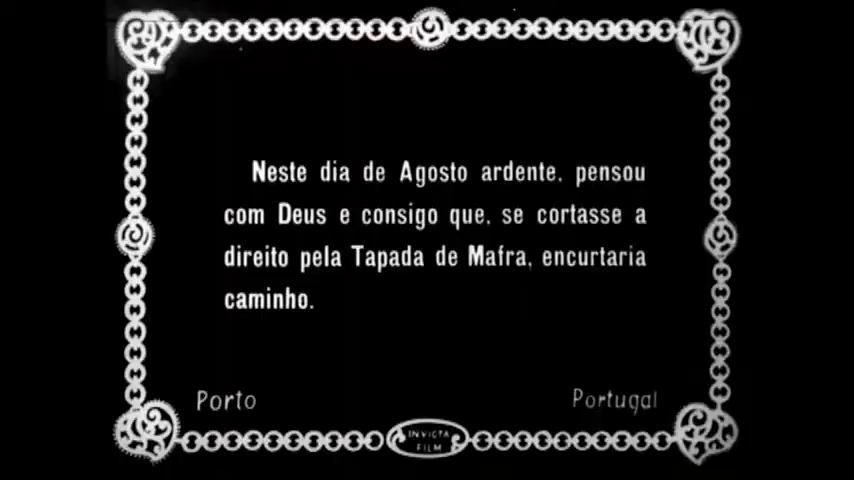 Neste dia de Agosto ardente, pensou
com Deus e consigo que, se cortasse a
direito pela Tapada de Mafra, encurtaria
caminho.
Porto
Portugal
INVICTA
FILM